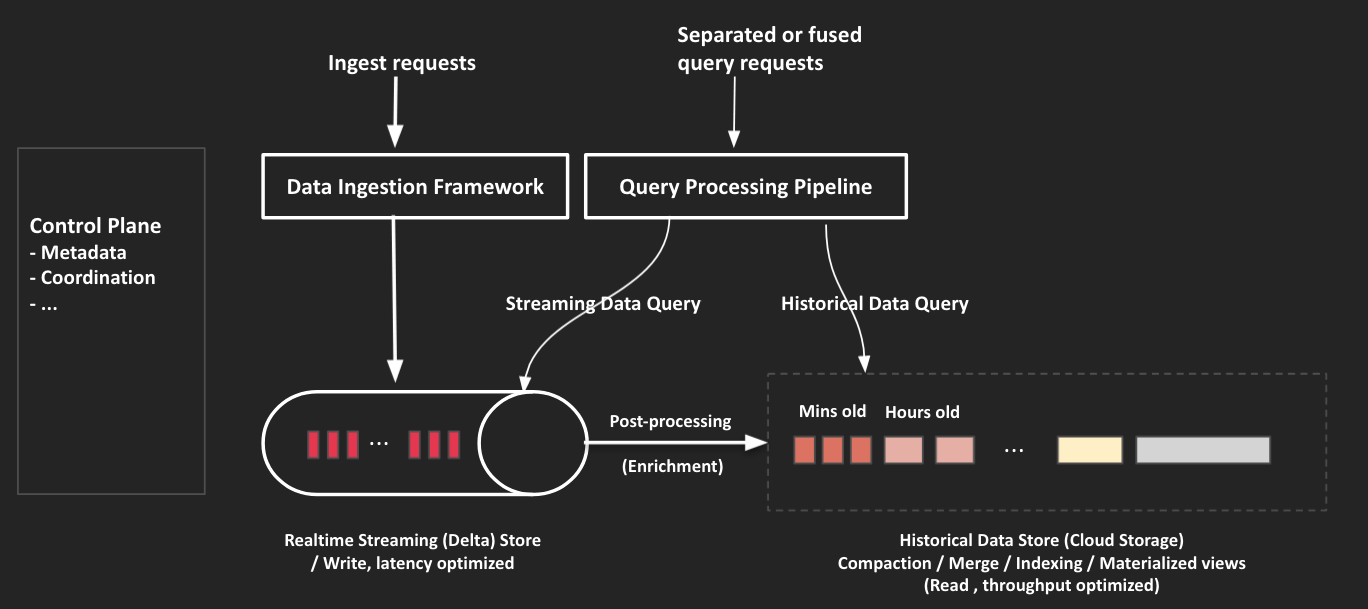 Separated or fused
query requests
Ingest requests
Data Ingestion Framework
Query Processing Pipeline
Control Plane
- Metadata
- Coordination
- ...
Streaming Data Query
Historical Data Query
Mins old
Hours old
...
...
Post-processing
(Enrichment)
Realtime Streaming (Delta) Store
/ Write, latency optimized
Historical Data Store (Cloud Storage)
Compaction / Merge / Indexing / Materialized views
(Read , throughput optimized)